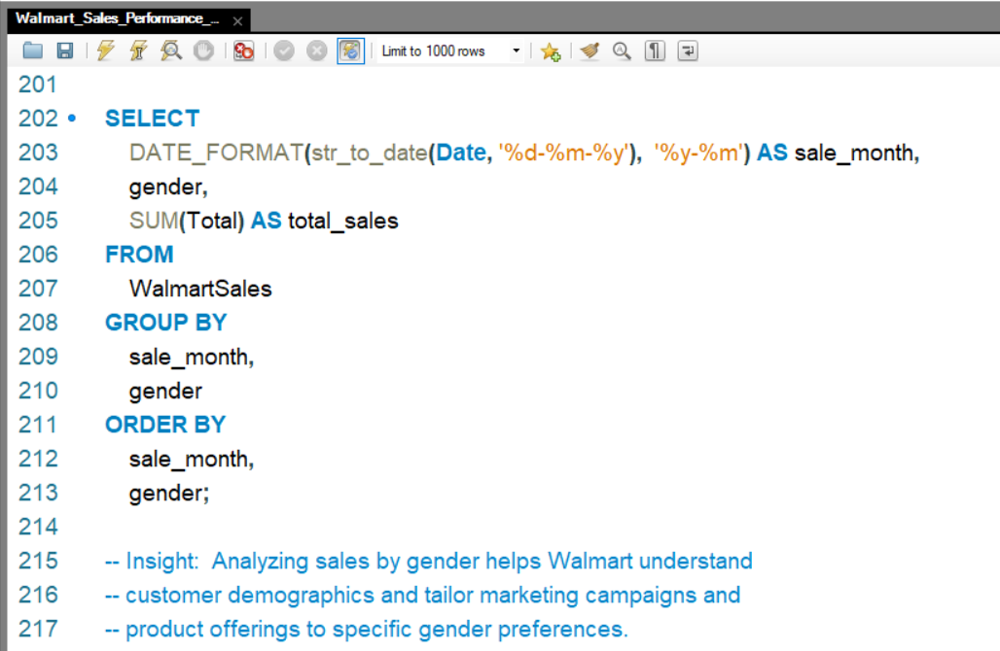 Walmart_Sales_Performance_...
Limit to 1000 rows
201
202 SELECT
203 DATE_FORMAT(str_to_date(Date, '%d-%m-%y'),  '%y-%m') AS sale_month,
204 gender,
205 SUM(Total) AS total_sales
206 FROM
207 WalmartSales
208 GROUP BY
209 sale_month,
210 gender
211 ORDER BY
212 sale_month,
213 gender;
214
215 -- Insight:  Analyzing sales by gender helps Walmart understand
216 -- customer demographics and tailor marketing campaigns and
217 -- product offerings to specific gender preferences.